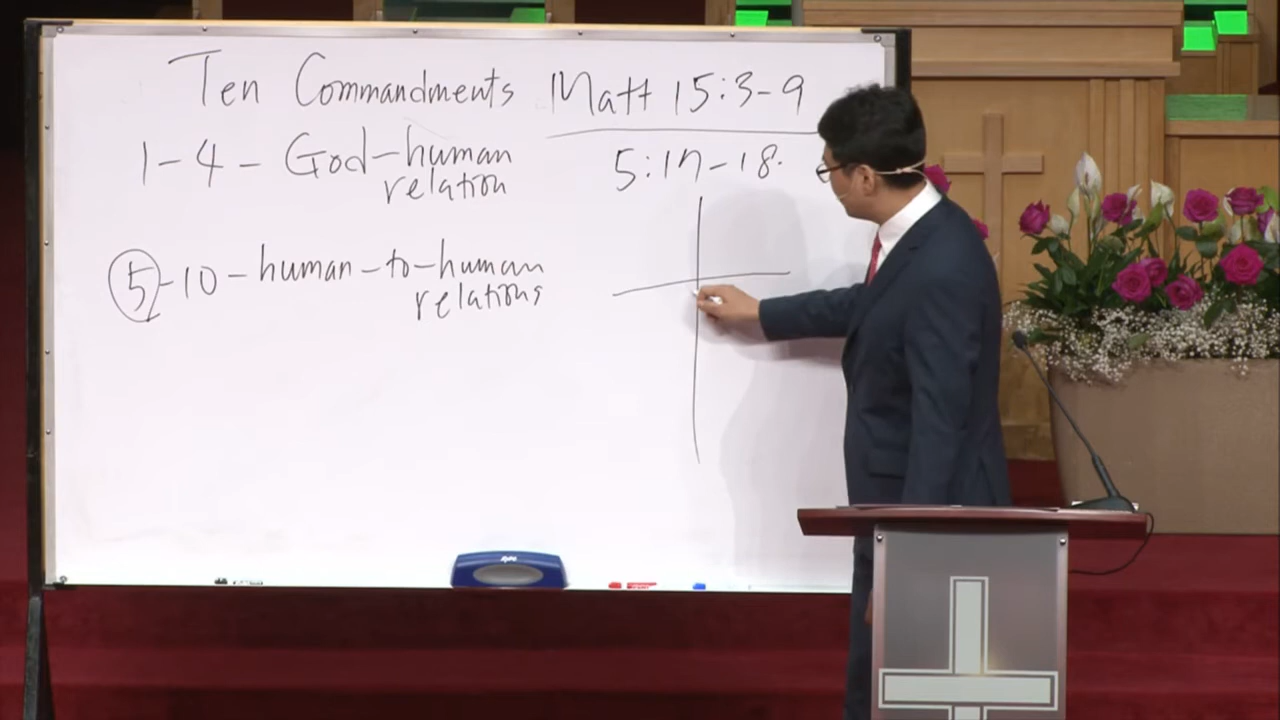 Ten Commandments Matt 15:3-9
1-4- God-human
relation
5:17-18.
5-10-human-to-human
relations